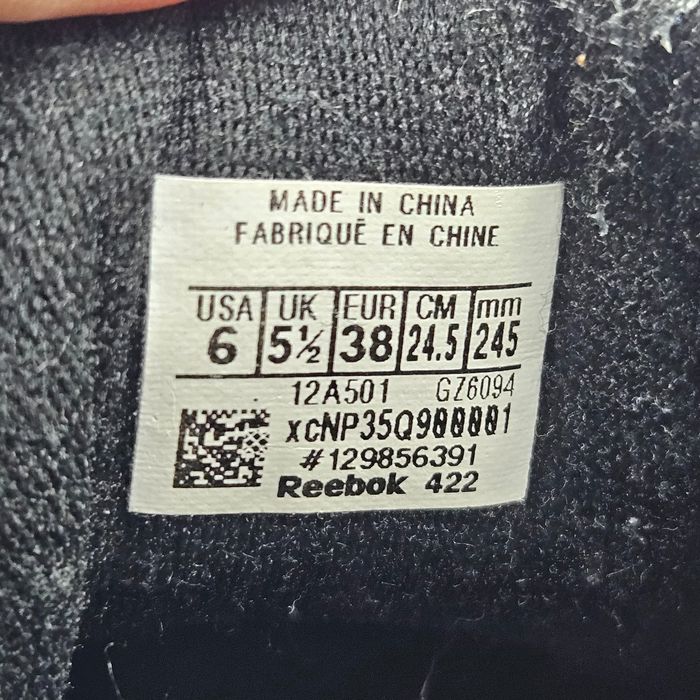 MADE IN CHINA
FABRIQUÉ EN CHINE
USA UK EUR CM mm
6 5½ 38 24.5 245
12A501 GZ6094
xcNP35Q900001
#129856391
Reebok 422